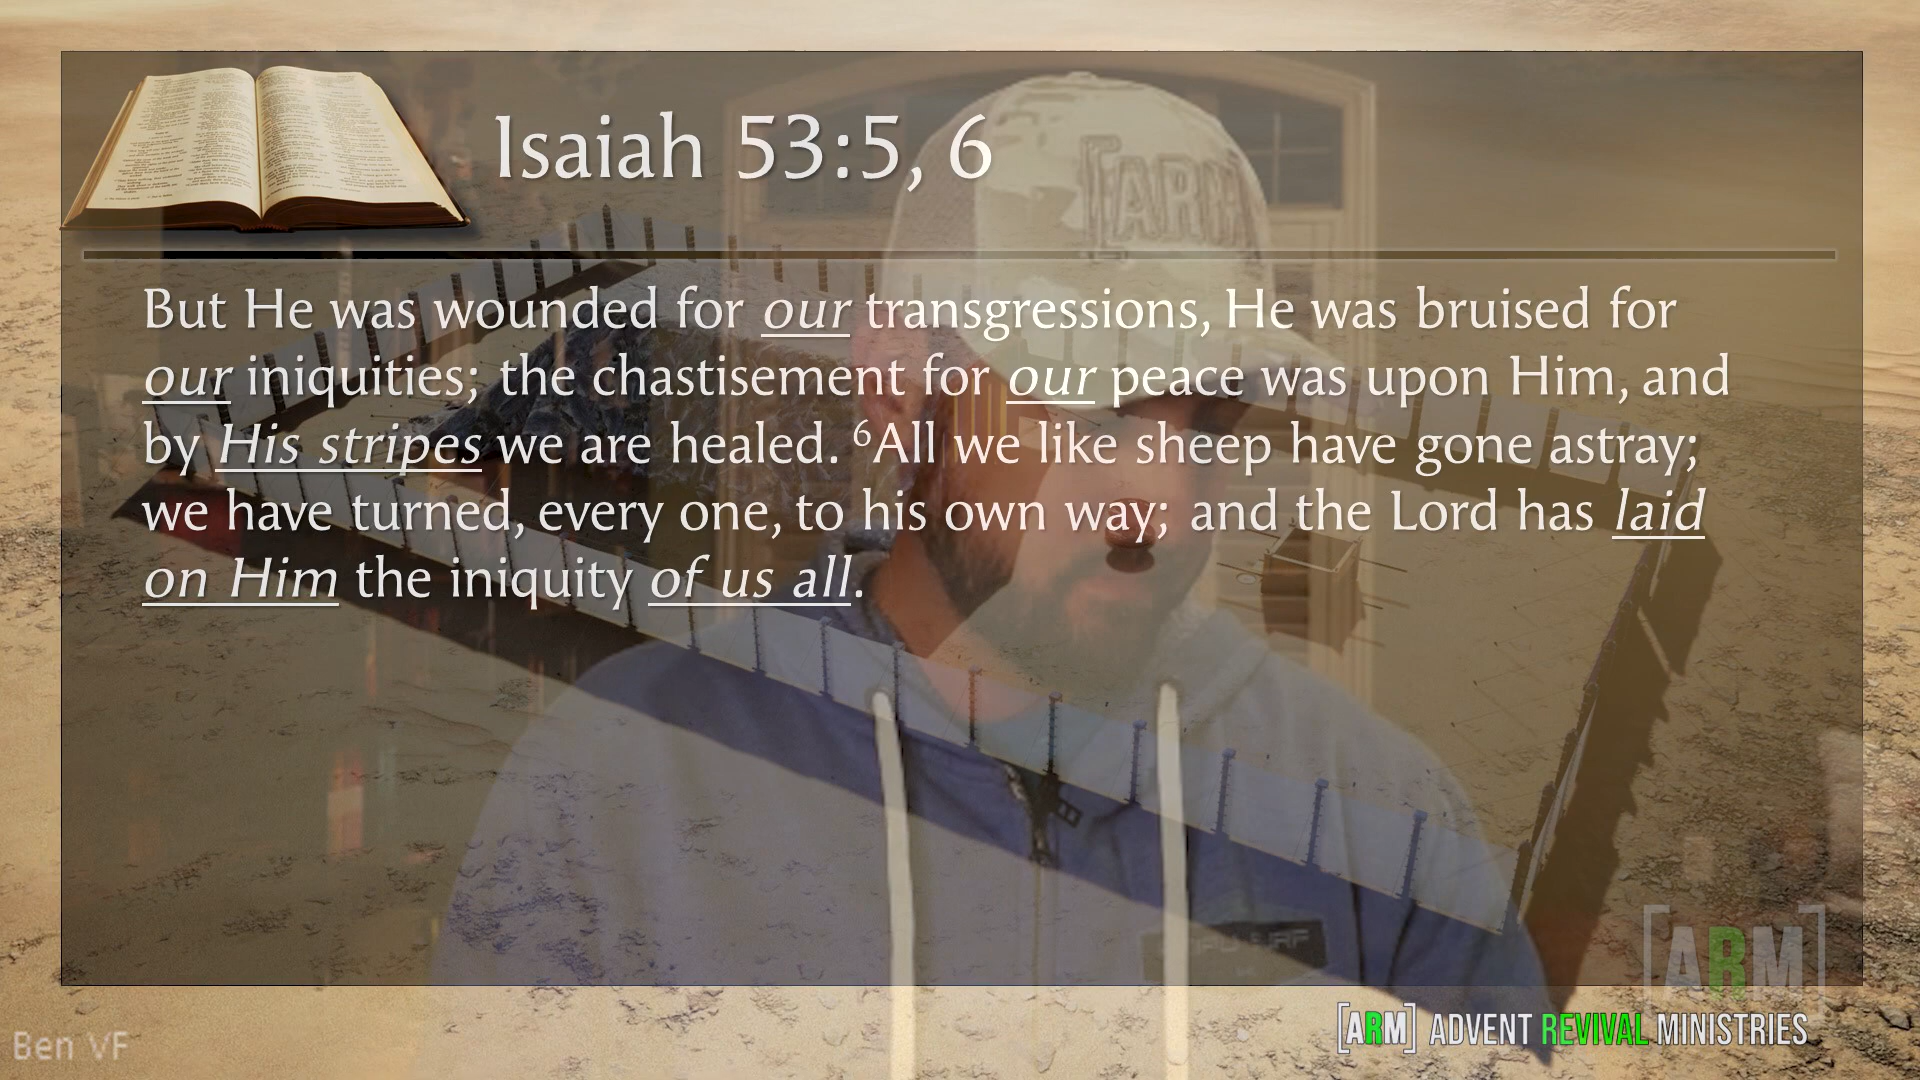 Isaiah 53:5, 6
[ARM]
But He was wounded for our transgressions, He was bruised for
our iniquities; the chastisement for our peace was upon Him, and
by His stripes we are healed. ⁶All we like sheep have gone astray;
we have turned, every one, to his own way; and the Lord has laid
on Him the iniquity of us all.
[ARM]
[ARM] ADVENT REVIVAL MINISTRIES
Ben VF